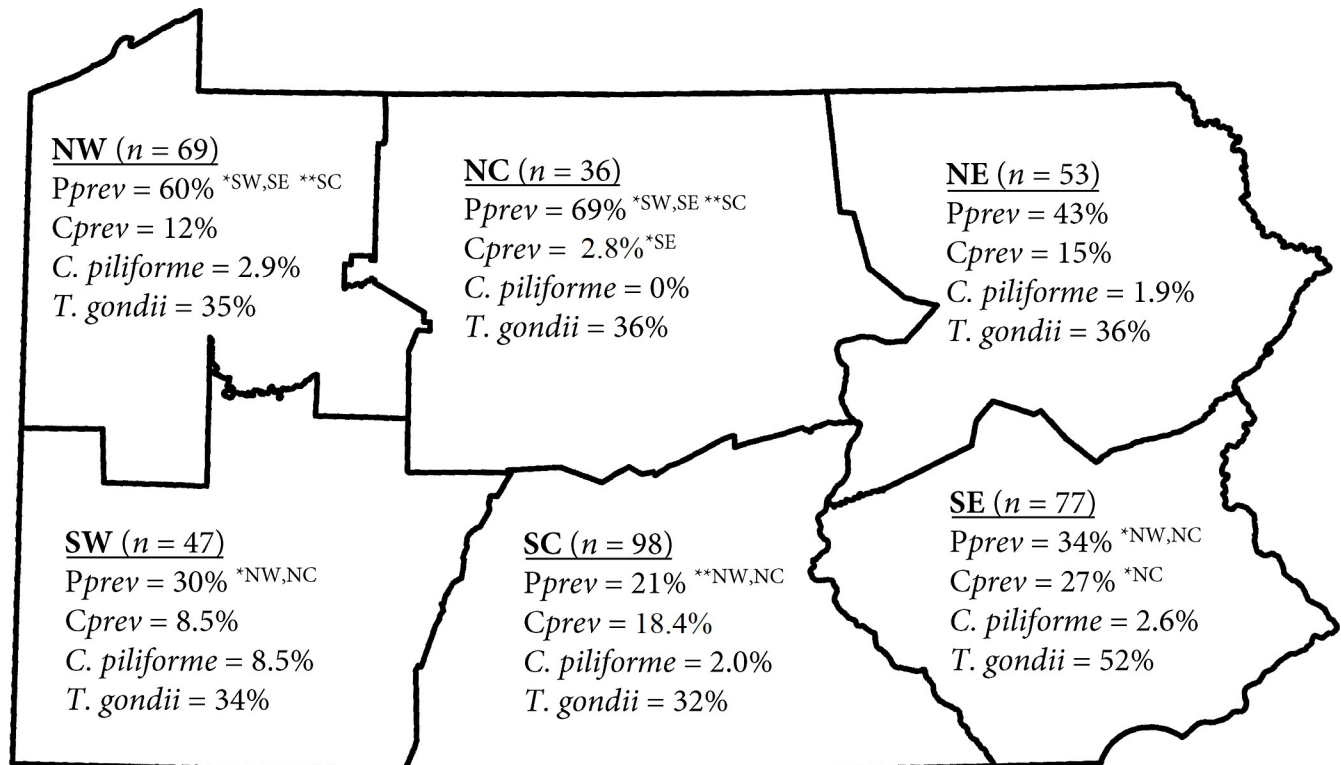 NW (n = 69)
Pprev = 60% *SW,SE **SC
Cprev = 12%
C. piliforme = 2.9%
T. gondii = 35%
NC (n = 36)
Pprev = 69% *SW,SE **SC
Cprev = 2.8%*SE
C. piliforme = 0%
T. gondii = 36%
NE (n = 53)
Pprev = 43%
Cprev = 15%
C. piliforme = 1.9%
T. gondii = 36%
SW (n = 47)
Pprev = 30% *NW,NC
Cprev = 8.5%
C. piliforme = 8.5%
T. gondii = 34%
SC (n = 98)
Pprev = 21% **NW,NC
Cprev = 18.4%
C. piliforme = 2.0%
T. gondii = 32%
SE (n = 77)
Pprev = 34% *NW,NC
Cprev = 27% *NC
C. piliforme = 2.6%
T. gondii = 52%